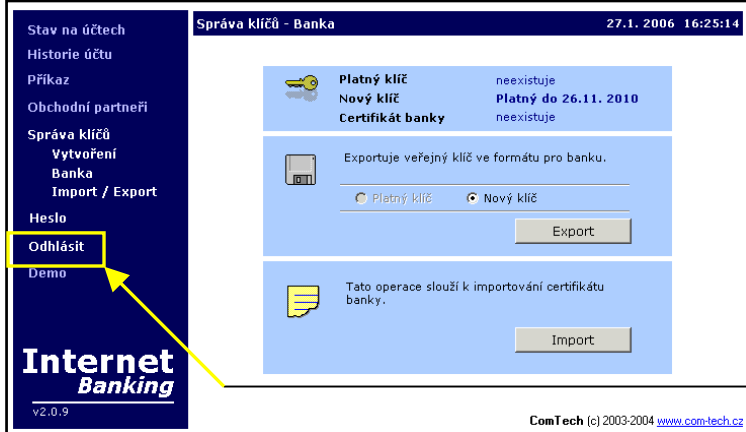 Stav na účtech
Historie účtu
Příkaz
Obchodní partneři
Správa klíčů
Vytvoření
Banka
Import / Export
Heslo
Odhlásit
Demo
Internet
Banking
v2.0.9
Správa klíčů - Banka 27.1. 2006 16:25:14
Platný klíč neexistuje
Nový klíč Platný do 26.11. 2010
Certifikát banky neexistuje
Exportuje veřejný klíč ve formátu pro banku.
Platný klíč Nový klíč
Export
Tato operace slouží k importování certifikátu
banky.
Import
ComTech (c) 2003-2004 www.com-tech.cz